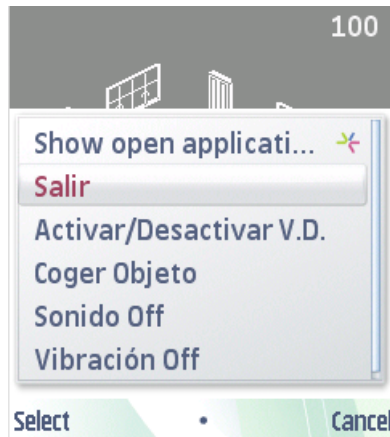 100
Show open applicati...
Salir
Activar/Desactivar V.D.
Coger Objeto
Sonido Off
Vibración Off
Select
Cancel